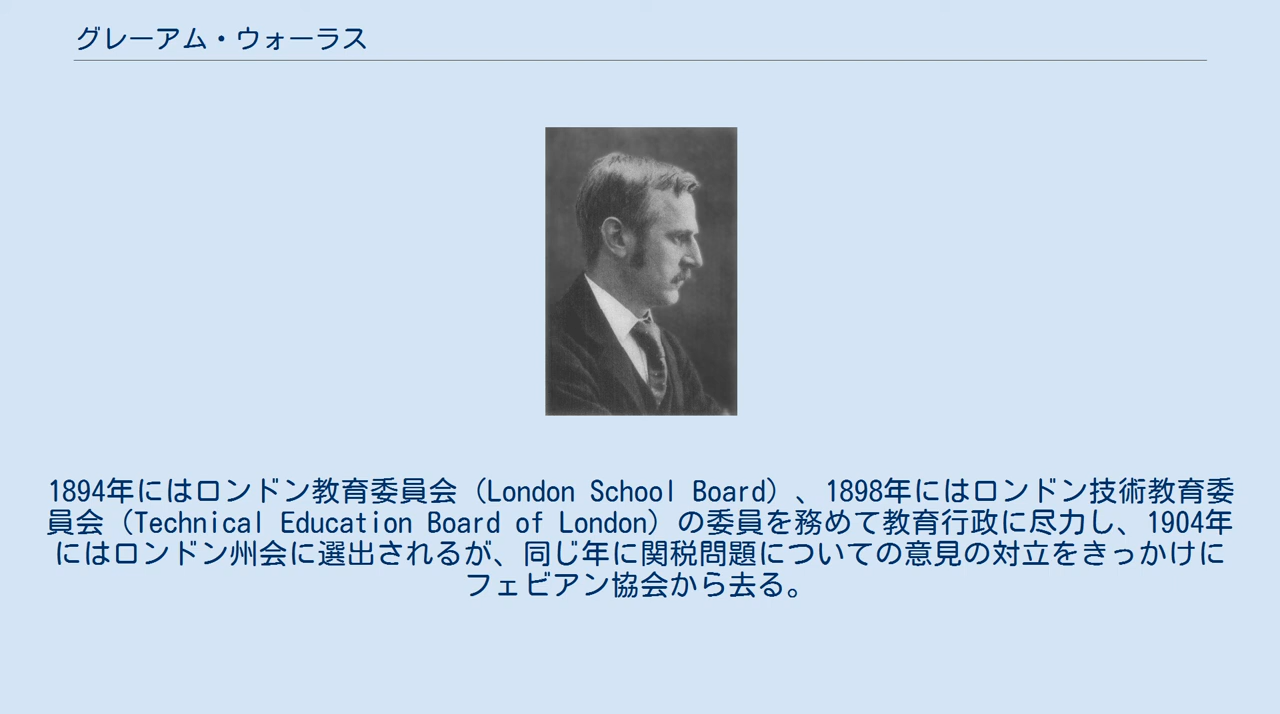 グレーアム・ウォーラス
1894年にはロンドン教育委員会（London School Board）、1898年にはロンドン技術教育委
員会（Technical Education Board of London）の委員を務めて教育行政に尽力し、1904年
にはロンドン州会に選出されるが、同じ年に関税問題についての意見の対立をきっかけに
フェビアン協会から去る。